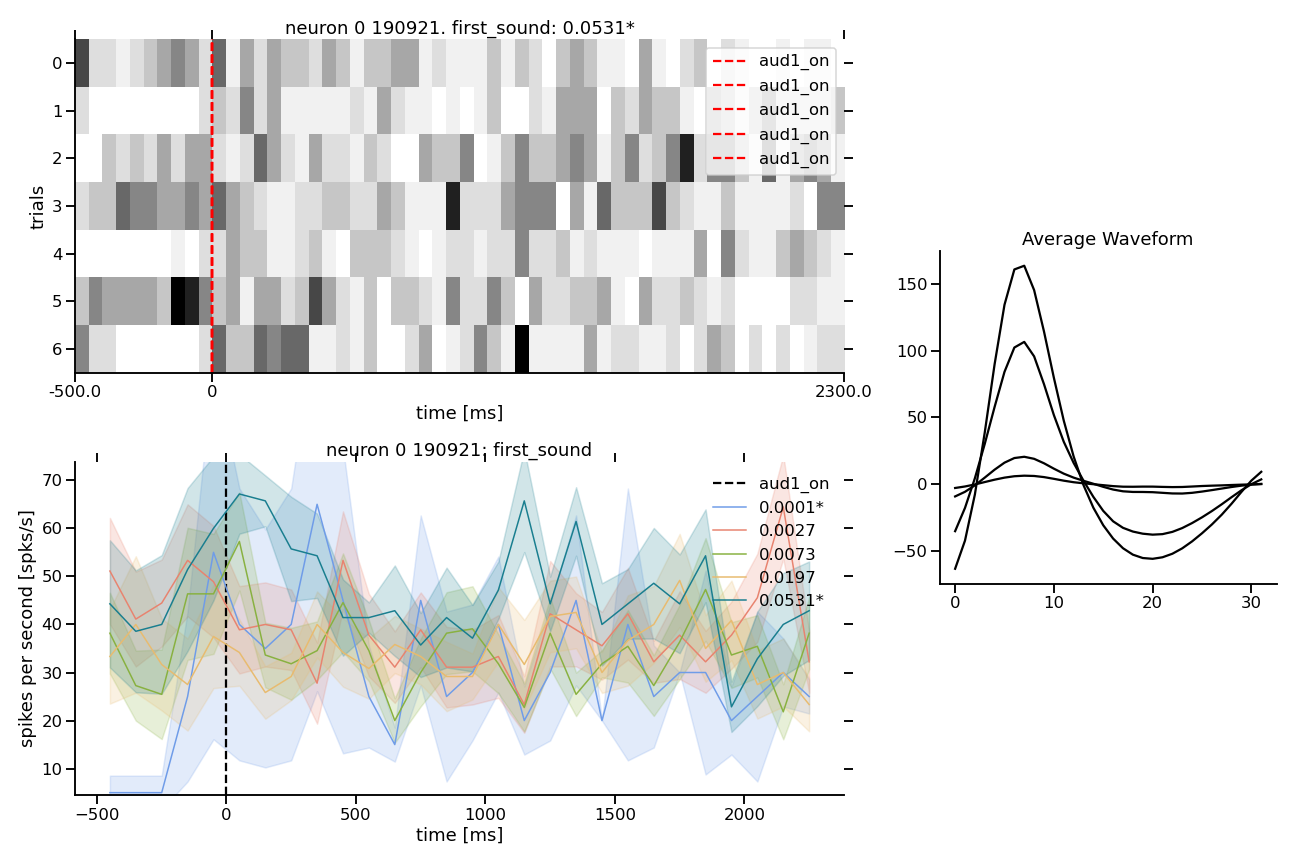 neuron 0 190921. first_sound: 0.0531*
trials
0
1
2
3
4
5
6
aud1_on
aud1_on
aud1_on
aud1_on
aud1_on
-500.0
0
2300.0
time [ms]
neuron 0 190921: first_sound
spikes per second [spks/s]
70
60
50
40
30
20
10
aud1_on
0.0001*
0.0027
0.0073
0.0197
0.0531*
−500
0
500
1000
1500
2000
time [ms]
Average Waveform
150
100
50
0
−50
0
10
20
30